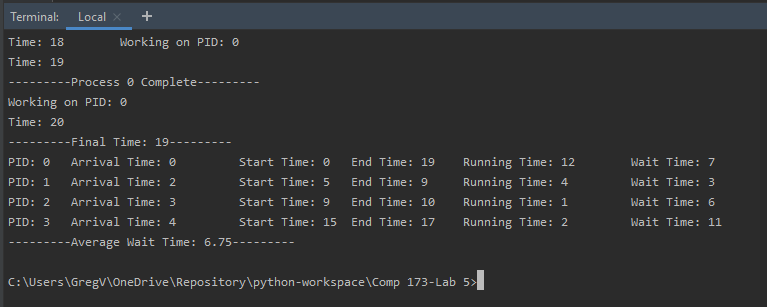 Terminal: Local × +
Time: 18 Working on PID: 0
Time: 19
---------Process 0 Complete---------
Working on PID: 0
Time: 20
---------Final Time: 19---------
PID: 0 Arrival Time: 0 Start Time: 0 End Time: 19 Running Time: 12 Wait Time: 7
PID: 1 Arrival Time: 2 Start Time: 5 End Time: 9 Running Time: 4 Wait Time: 3
PID: 2 Arrival Time: 3 Start Time: 9 End Time: 10 Running Time: 1 Wait Time: 6
PID: 3 Arrival Time: 4 Start Time: 15 End Time: 17 Running Time: 2 Wait Time: 11
---------Average Wait Time: 6.75---------
C:\Users\GregV\OneDrive\Repository\python-workspace\Comp 173-Lab 5>